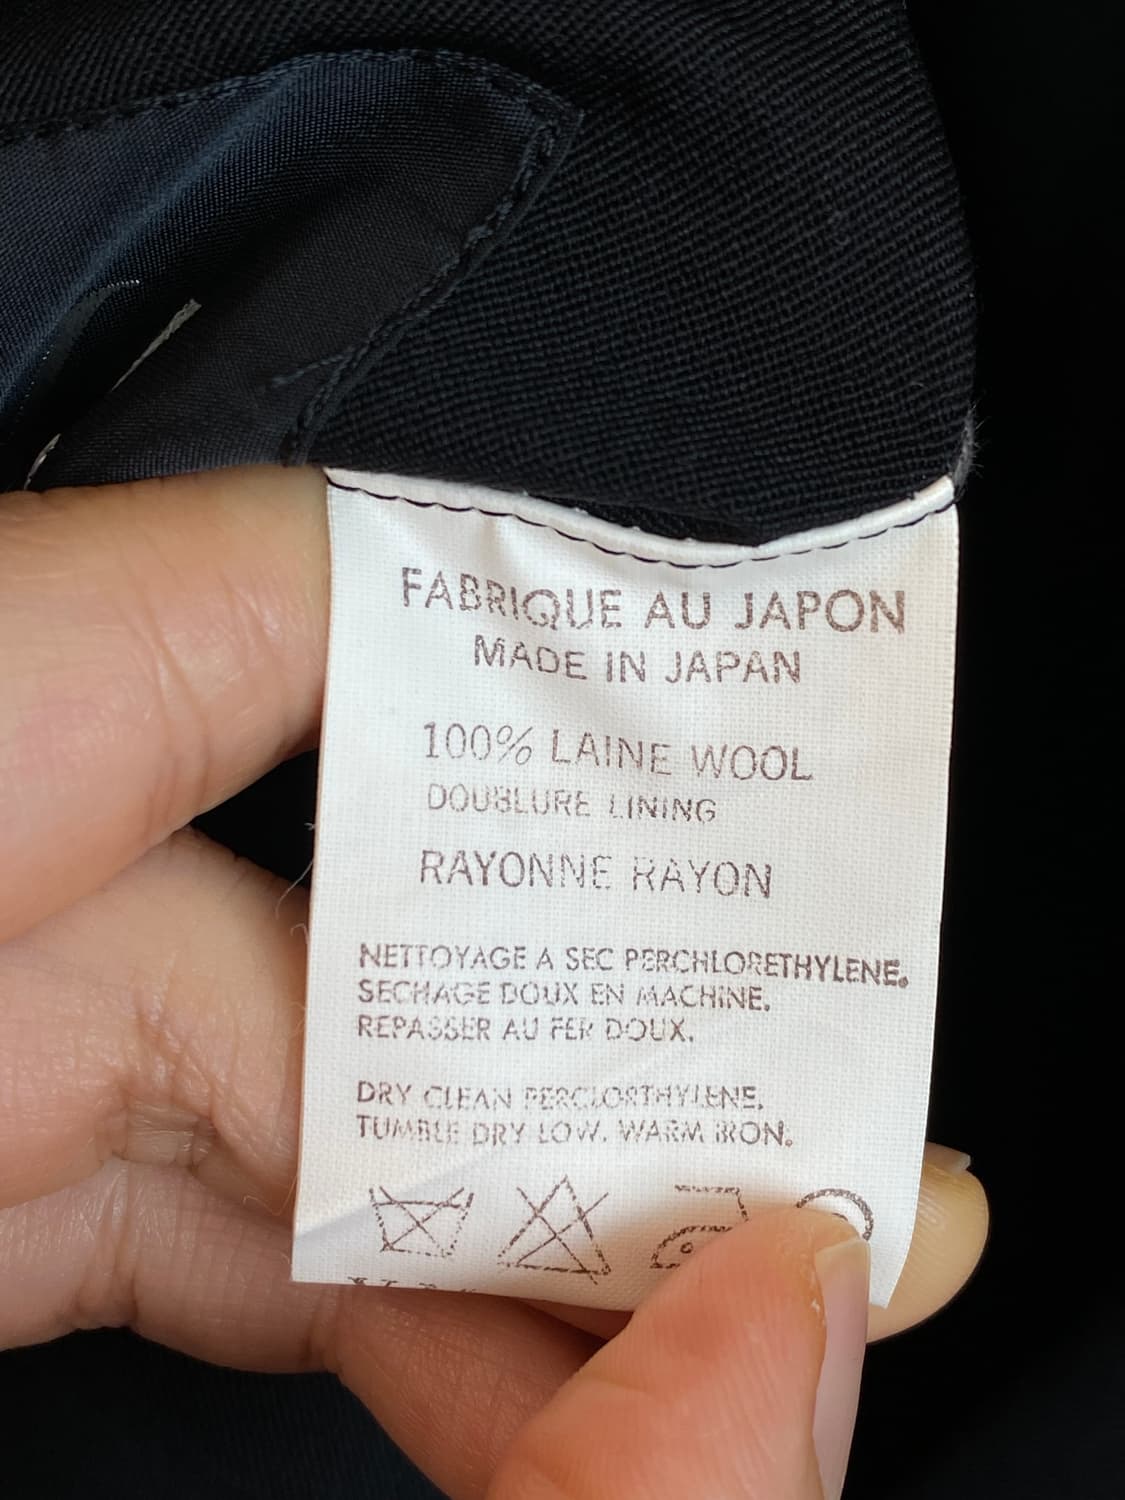 FABRIQUE AU JAPON
MADE IN JAPAN
100% LAINE WOOL
DOUBLURE LINING
RAYONNE RAYON
NETTOYAGE A SEC PERCHLORETHYLENE.
SECHAGE DOUX EN MACHINE.
REPASSER AU FER DOUX.
DRY CLEAN PERCLORTHYLENE.
TUMBLE DRY LOW. WARM IRON.